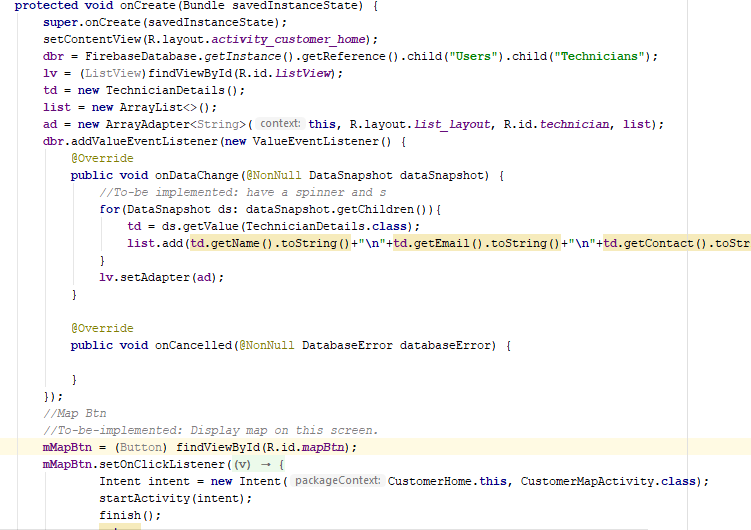 protected void onCreate(Bundle savedInstanceState) {
super.onCreate(savedInstanceState);
setContentView(R.layout.activity_customer_home);
dbr = FirebaseDatabase.getInstance().getReference().child("Users").child("Technicians");
lv = (ListView)findViewById(R.id.listView);
td = new TechnicianDetails();
list = new ArrayList<>();
ad = new ArrayAdapter<String>( context: this, R.layout.list_layout, R.id.technician, list);
dbr.addValueEventListener(new ValueEventListener() {
@Override
public void onDataChange(@NonNull DataSnapshot dataSnapshot) {
//To-be implemented: have a spinner and s
for(DataSnapshot ds: dataSnapshot.getChildren()){
td = ds.getValue(TechnicianDetails.class);
list.add(td.getName().toString()+"\n"+td.getEmail().toString()+"\n"+td.getContact().toStr
}
lv.setAdapter(ad);
}
@Override
public void onCancelled(@NonNull DatabaseError databaseError) {
}
});
//Map Btn
//To-be-implemented: Display map on this screen.
mMapBtn = (Button) findViewById(R.id.mapBtn);
mMapBtn.setOnClickListener((v) → {
Intent intent = new Intent( packageContext: CustomerHome.this, CustomerMapActivity.class);
startActivity(intent);
finish();